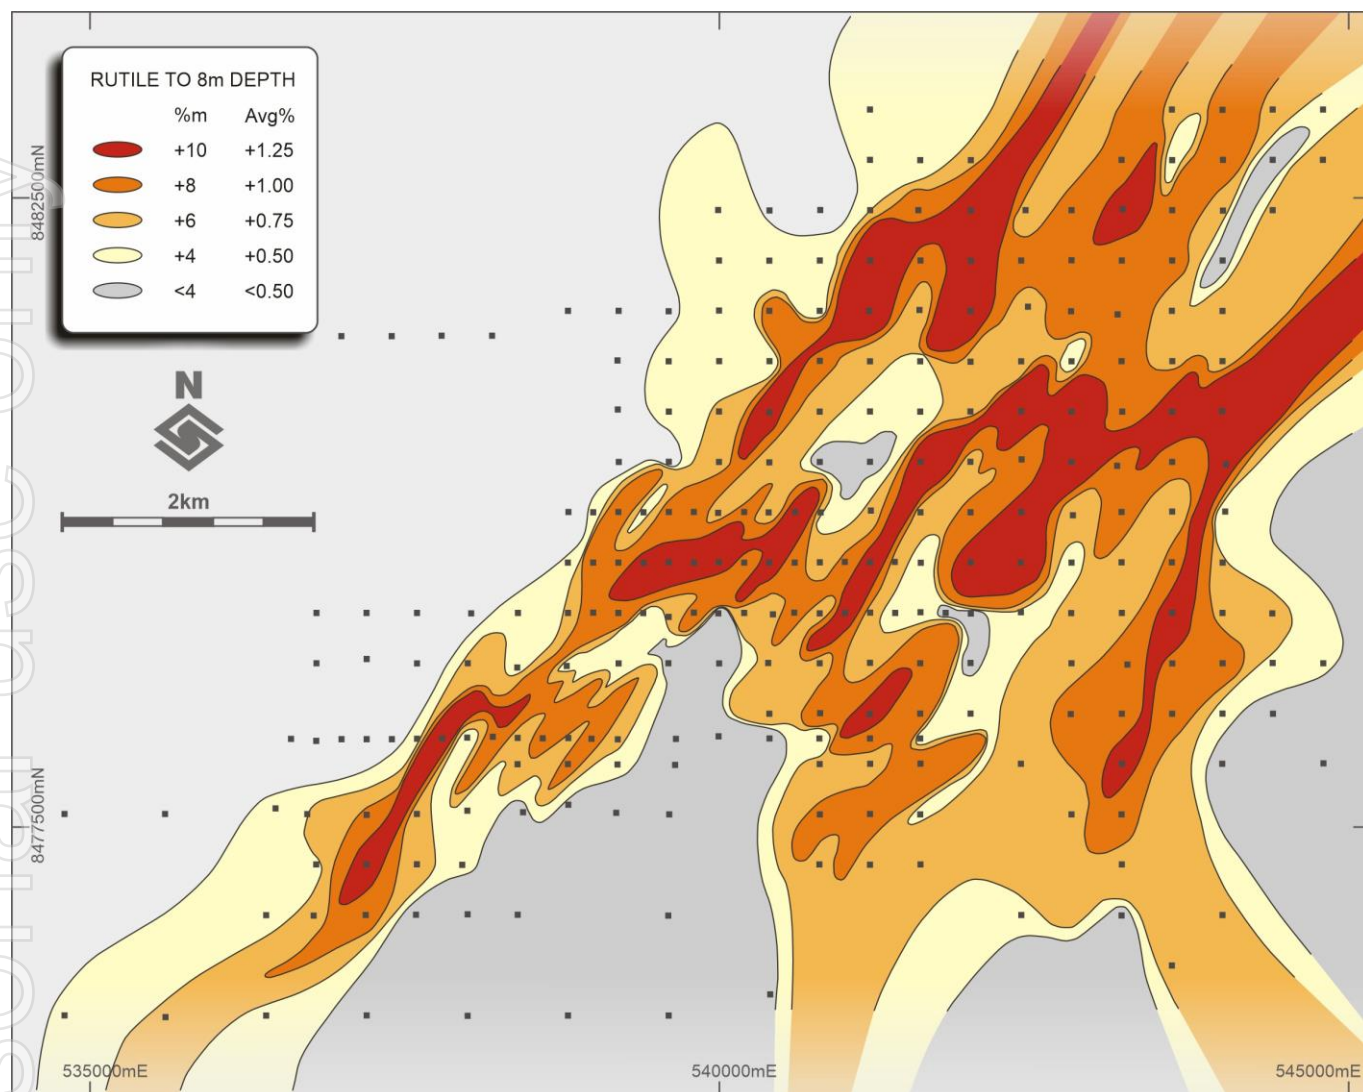 RUTILE TO 8m DEPTH
%m Avg%
+10 +1.25
+8 +1.00
+6 +0.75
+4 +0.50
<4 <0.50
N
2km
8482500mN
8477500mN
535000mE
540000mE
545000mE